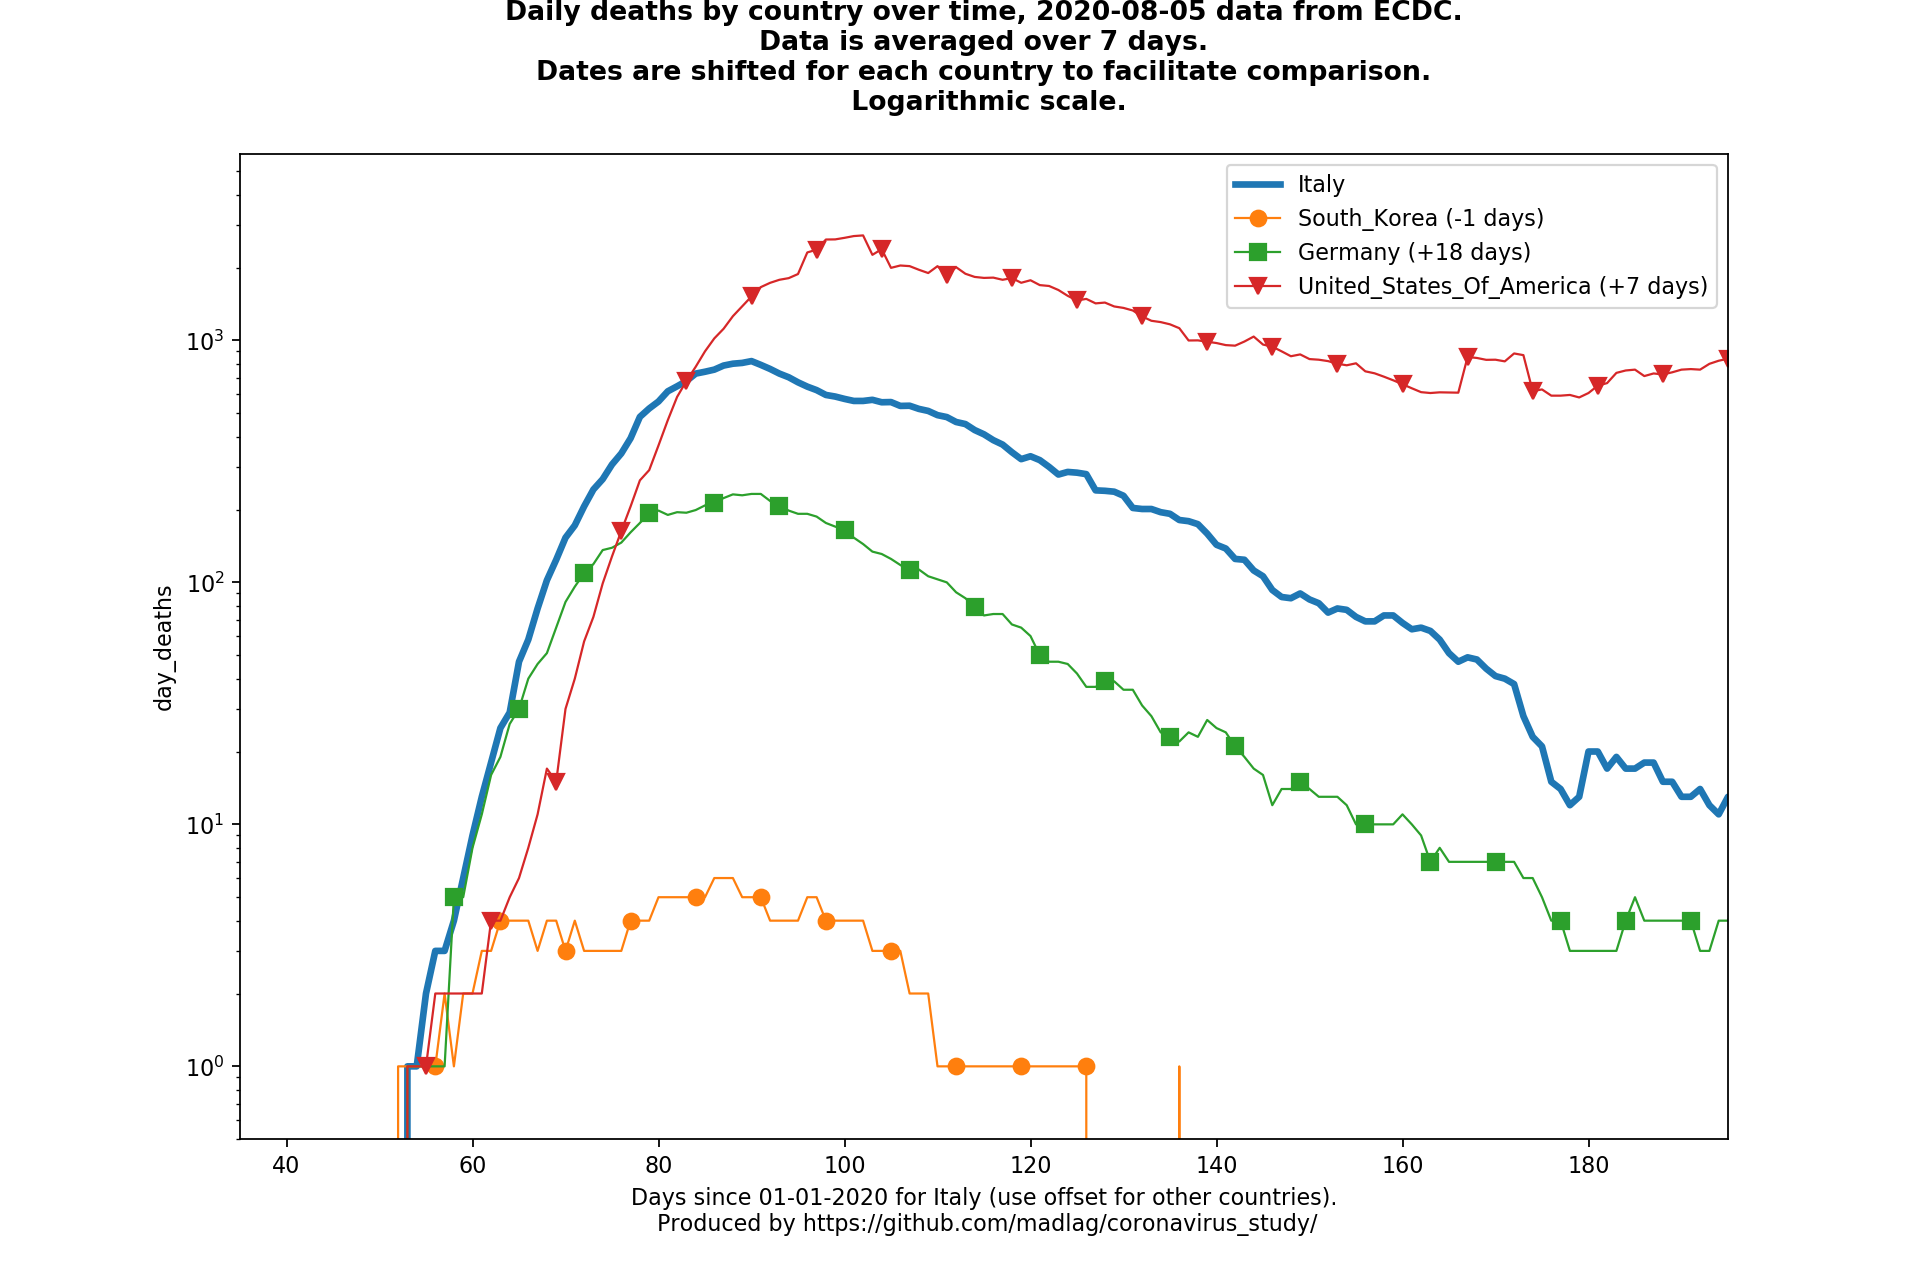 Daily deaths by country over time, 2020-08-05 data from ECDC.
Data is averaged over 7 days.
Dates are shifted for each country to facilitate comparison.
Logarithmic scale.
Italy
South_Korea (-1 days)
Germany (+18 days)
United_States_Of_America (+7 days)
day_deaths
10³
10²
10¹
10⁰
40 60 80 100 120 140 160 180
Days since 01-01-2020 for Italy (use offset for other countries).
Produced by https://github.com/madlag/coronavirus_study/